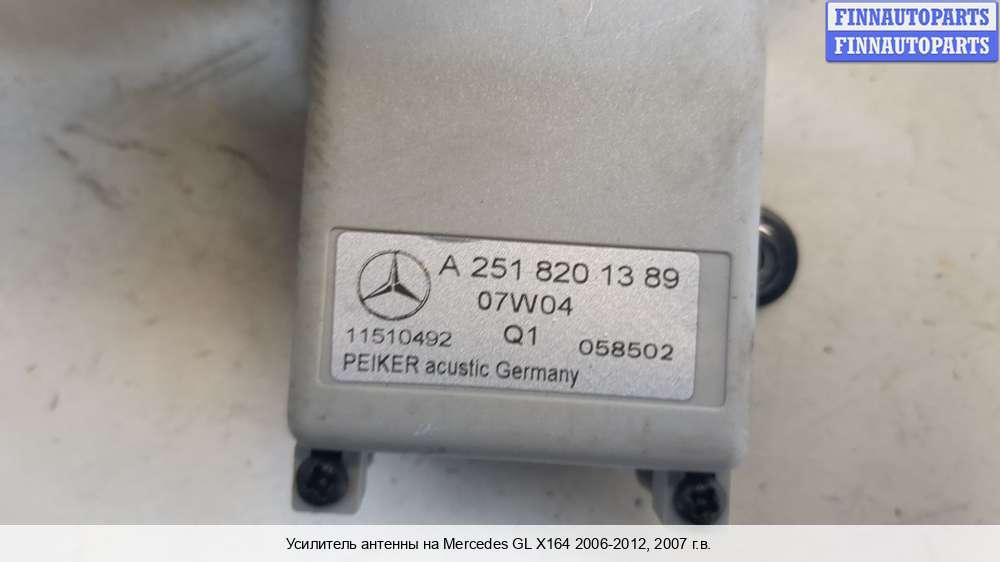 FINNAUTOPARTS
FINNAUTOPARTS
A 251 820 13 89
07W04
11510492 Q1 058502
PEIKER acustic Germany
Усилитель антенны на Mercedes GL X164 2006-2012, 2007 г.в.